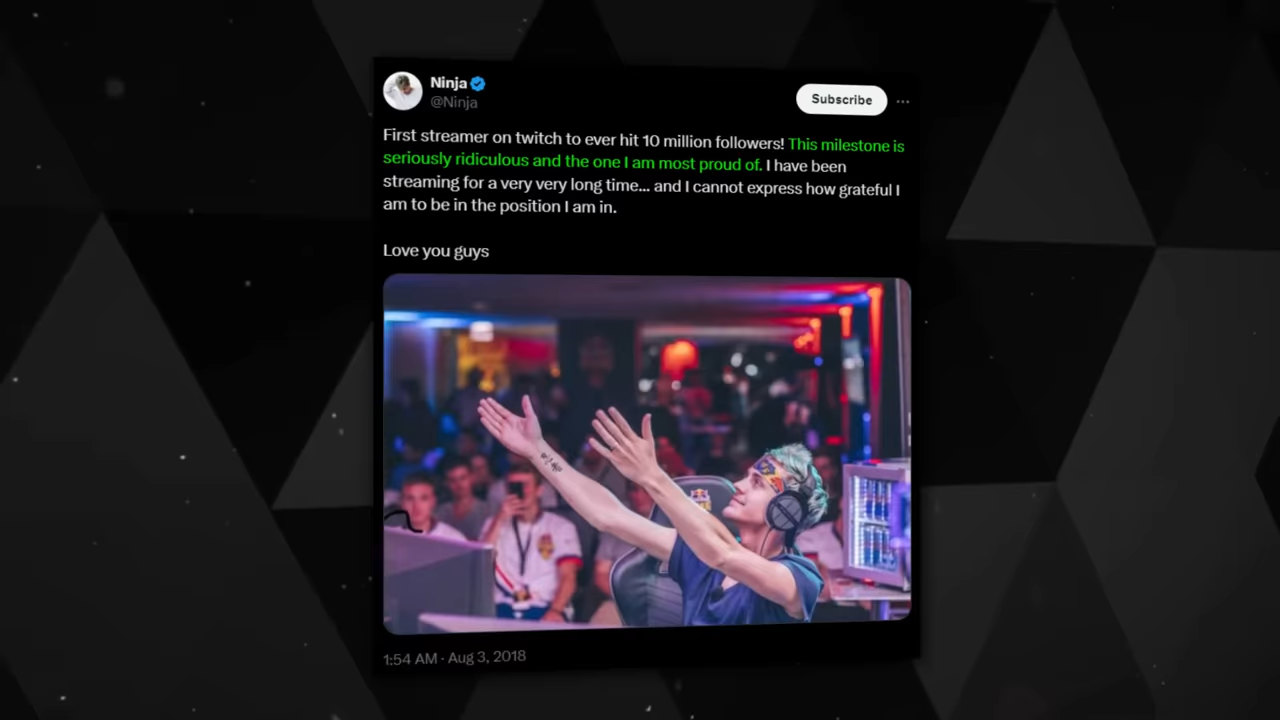 Ninja
@Ninja
Subscribe
First streamer on twitch to ever hit 10 million followers! This milestone is
seriously ridiculous and the one I am most proud of. I have been
streaming for a very very long time... and I cannot express how grateful I
am to be in the position I am in.
Love you guys
1:54 AM · Aug 3, 2018